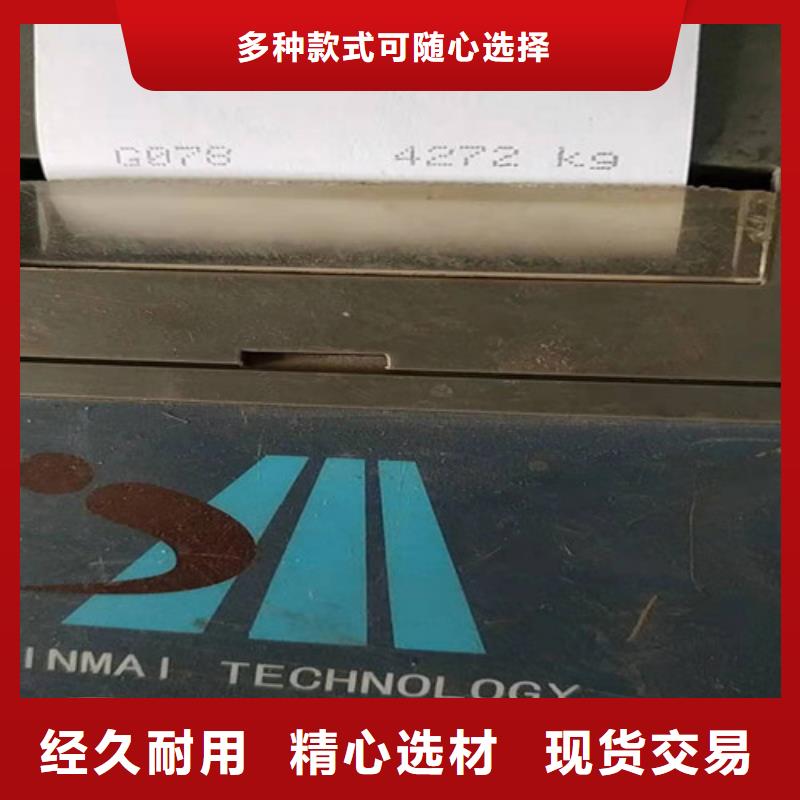 多种款式可随心选择
G078 4272 kg
INMAI TECHNOLOGY
经久耐用 精心选材 现货交易